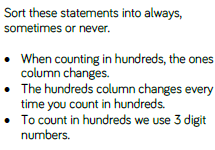 Sort these statements into always,
sometimes or never.
• When counting in hundreds, the ones
column changes.
• The hundreds column changes every
time you count in hundreds.
• To count in hundreds we use 3 digit
numbers.